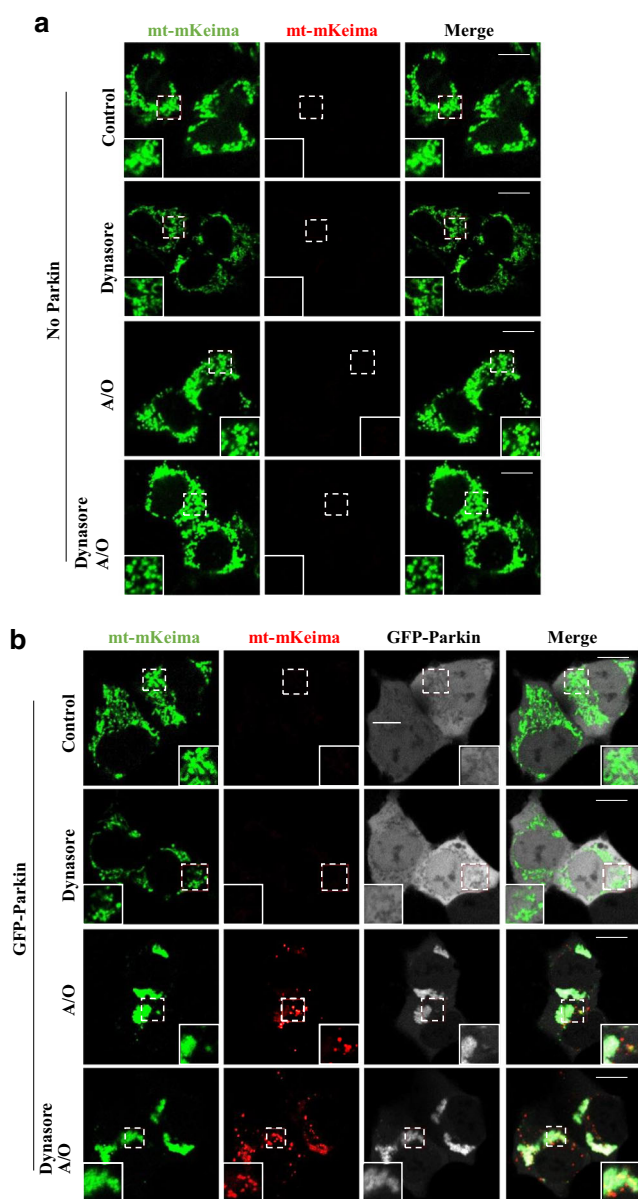 a
mt-mKeima mt-mKeima Merge
No Parkin
Control
Dynasore
A/O
Dynasore
A/O
b
mt-mKeima mt-mKeima GFP-Parkin Merge
GFP-Parkin
Control
Dynasore
A/O
Dynasore
A/O